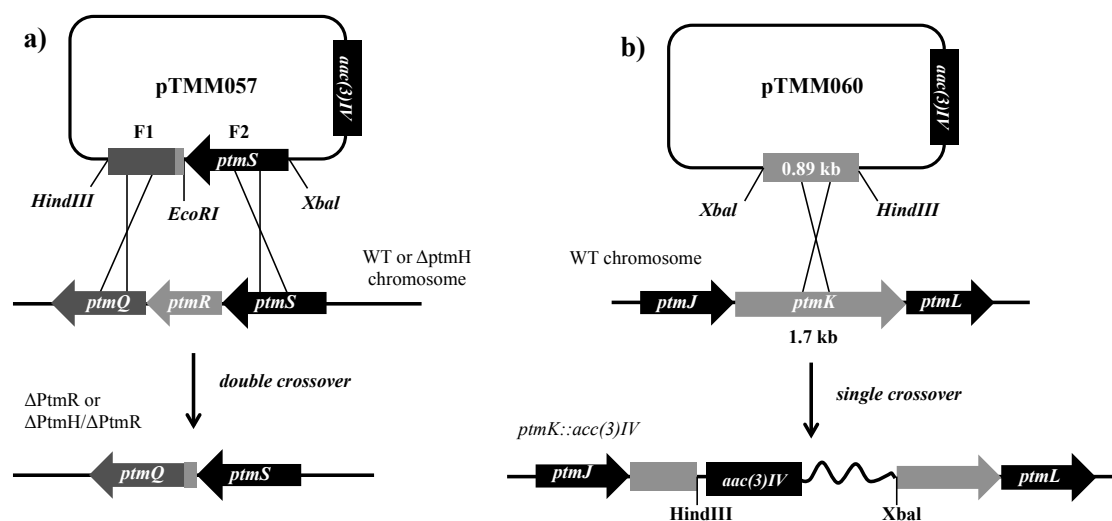 a)
pTMM057
aac(3)IV
F1 F2
ptmS
HindIII
EcoRI
XbaI
WT or ΔptmH
chromosome
ptmQ ptmR ptmS
double crossover
ΔPtmR or
ΔPtmH/ΔPtmR
ptmQ ptmS
b)
pTMM060
aac(3)IV
0.89 kb
XbaI
HindIII
WT chromosome
ptmJ ptmK ptmL
1.7 kb
single crossover
ptmK::acc(3)IV
ptmJ aac(3)IV ptmL
HindIII XbaI